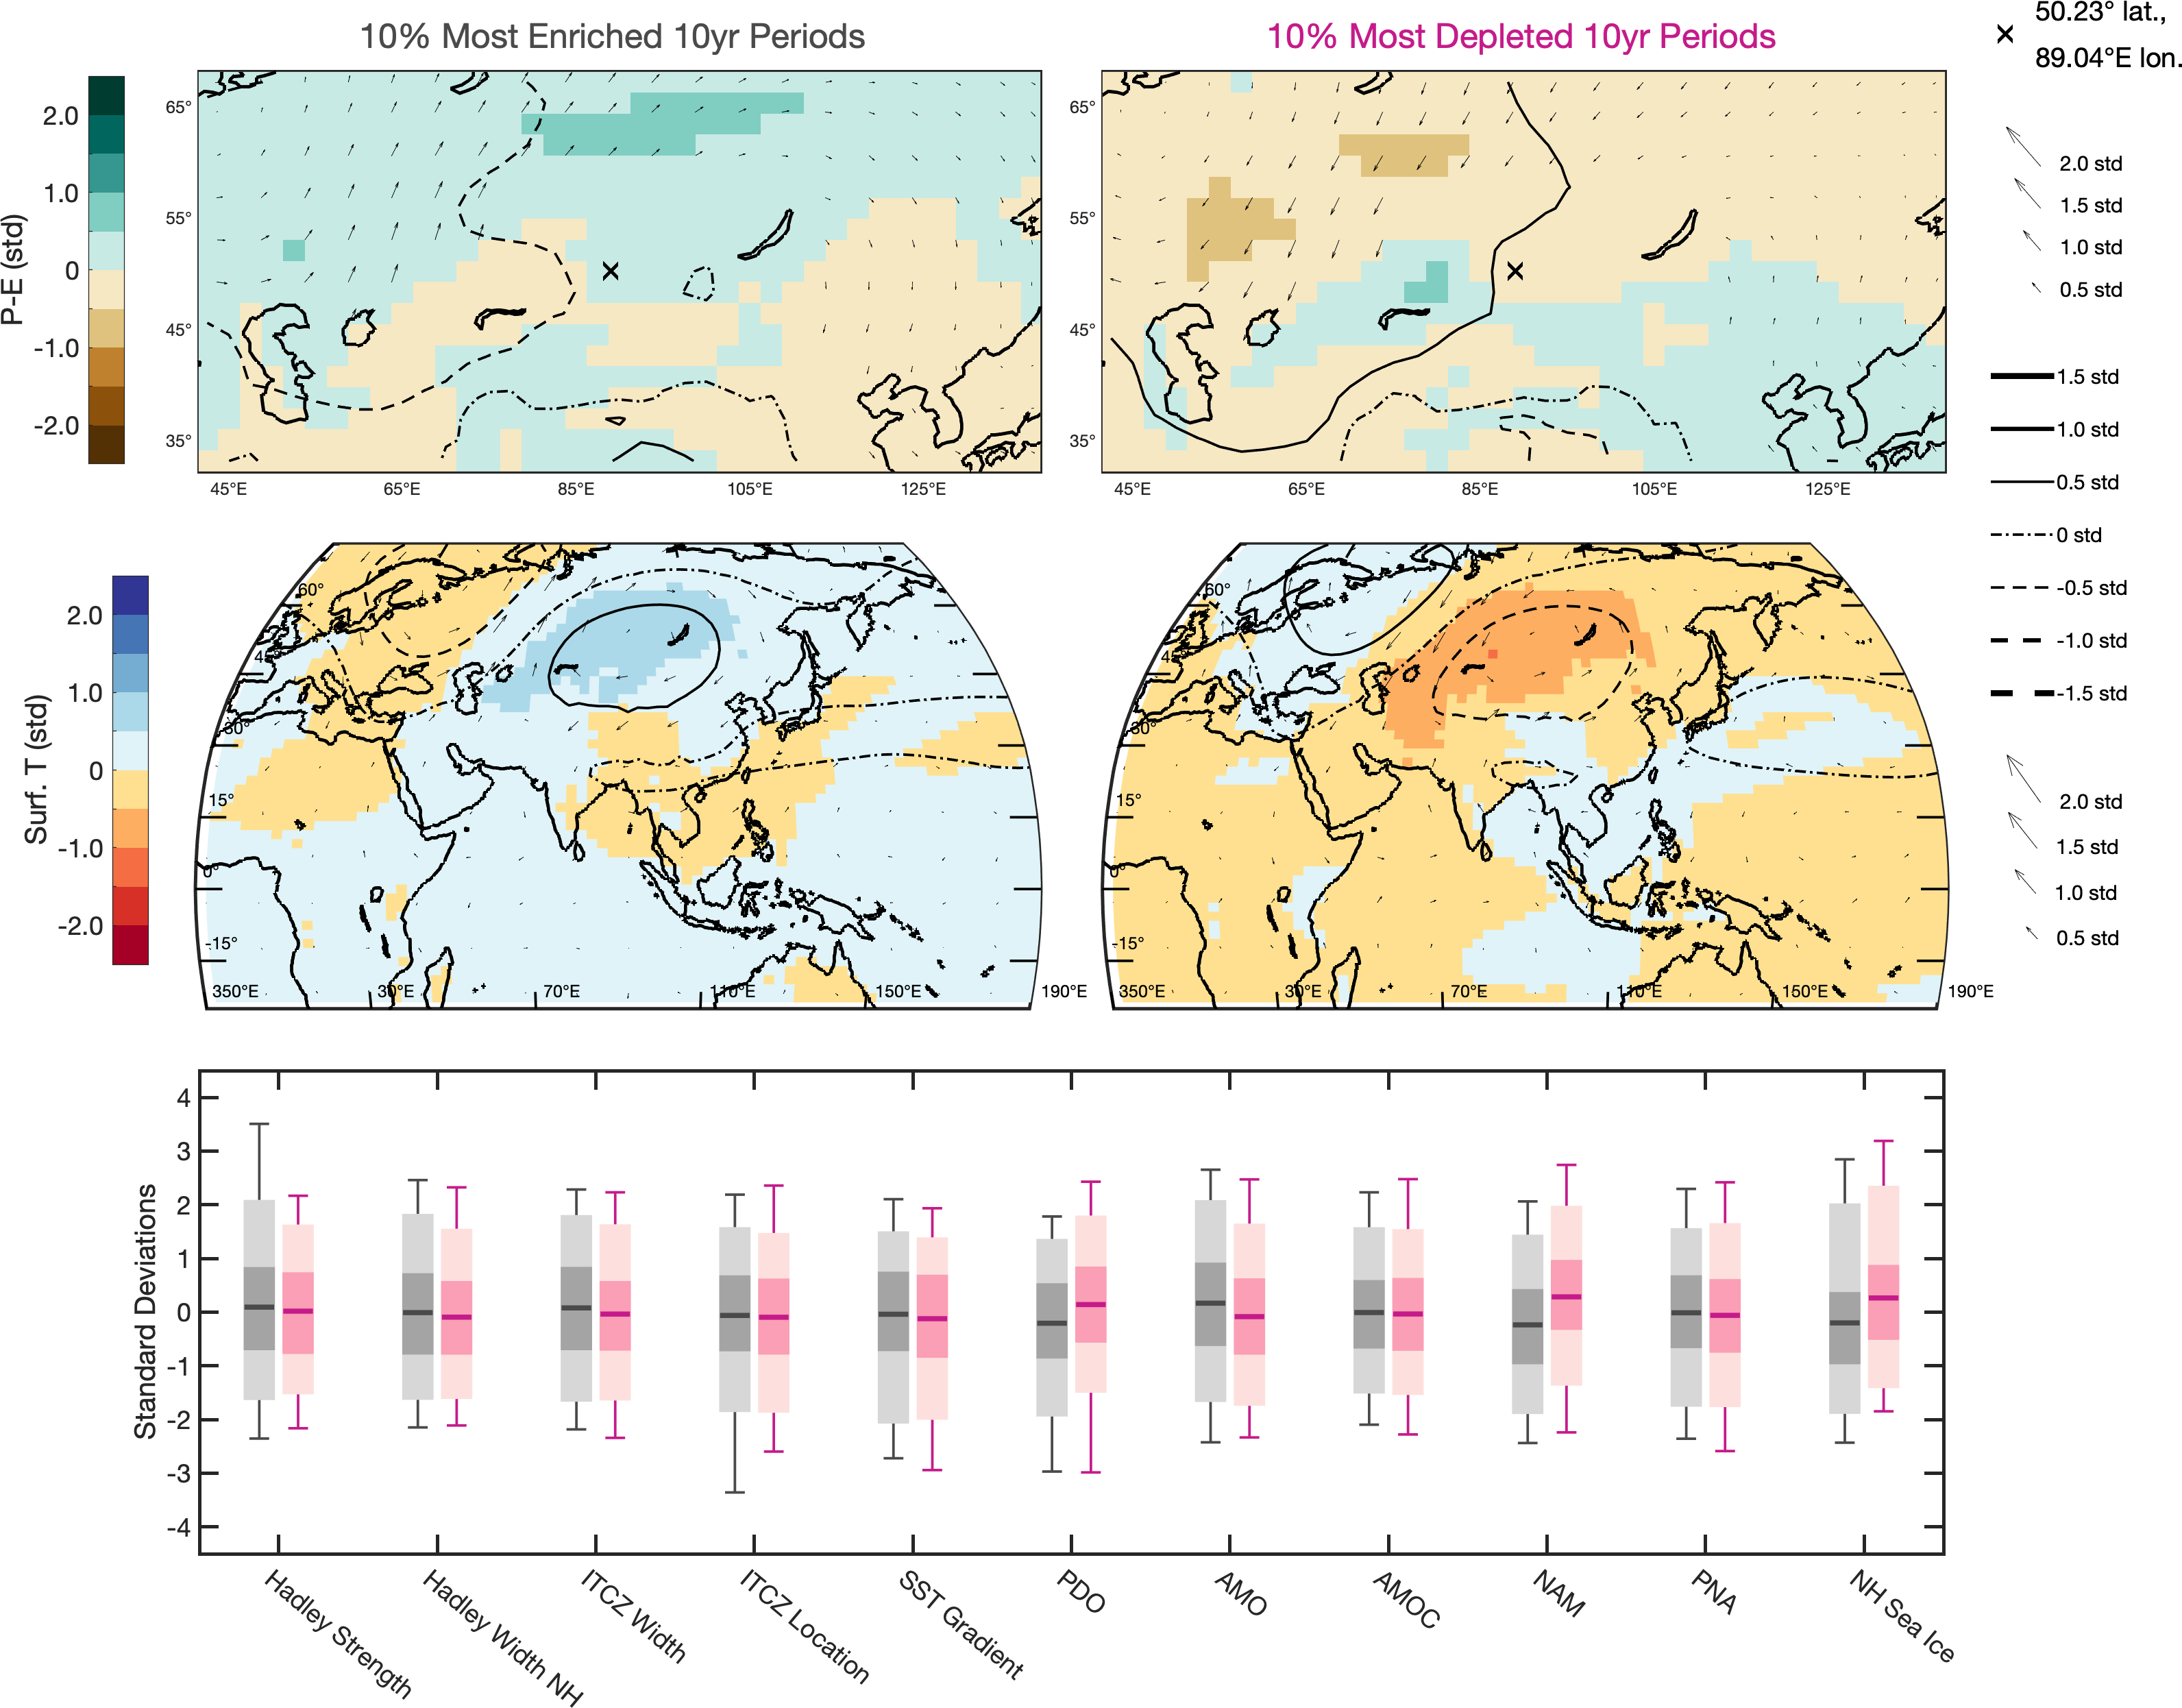 10% Most Enriched 10yr Periods
10% Most Depleted 10yr Periods
50.23° lat.,
89.04°E lon.
P-E (std)
2.0
1.0
0
-1.0
-2.0
65°
55°
45°
35°
45°E
65°E
85°E
105°E
125°E
65°
55°
45°
35°
45°E
65°E
85°E
105°E
125°E
2.0 std
1.5 std
1.0 std
0.5 std
1.5 std
1.0 std
0.5 std
0 std
-0.5 std
-1.0 std
-1.5 std
Surf. T (std)
2.0
1.0
0
-1.0
-2.0
60°
45°
30°
15°
0°
-15°
350°E
30°E
70°E
110°E
150°E
190°E
60°
45°
30°
15°
0°
-15°
350°E
30°E
70°E
110°E
150°E
190°E
2.0 std
1.5 std
1.0 std
0.5 std
Standard Deviations
4
3
2
1
0
-1
-2
-3
-4
Hadley Strength
Hadley Width NH
ITCZ Width
ITCZ Location
SST Gradient
PDO
AMO
AMOC
NAM
PNA
NH Sea Ice